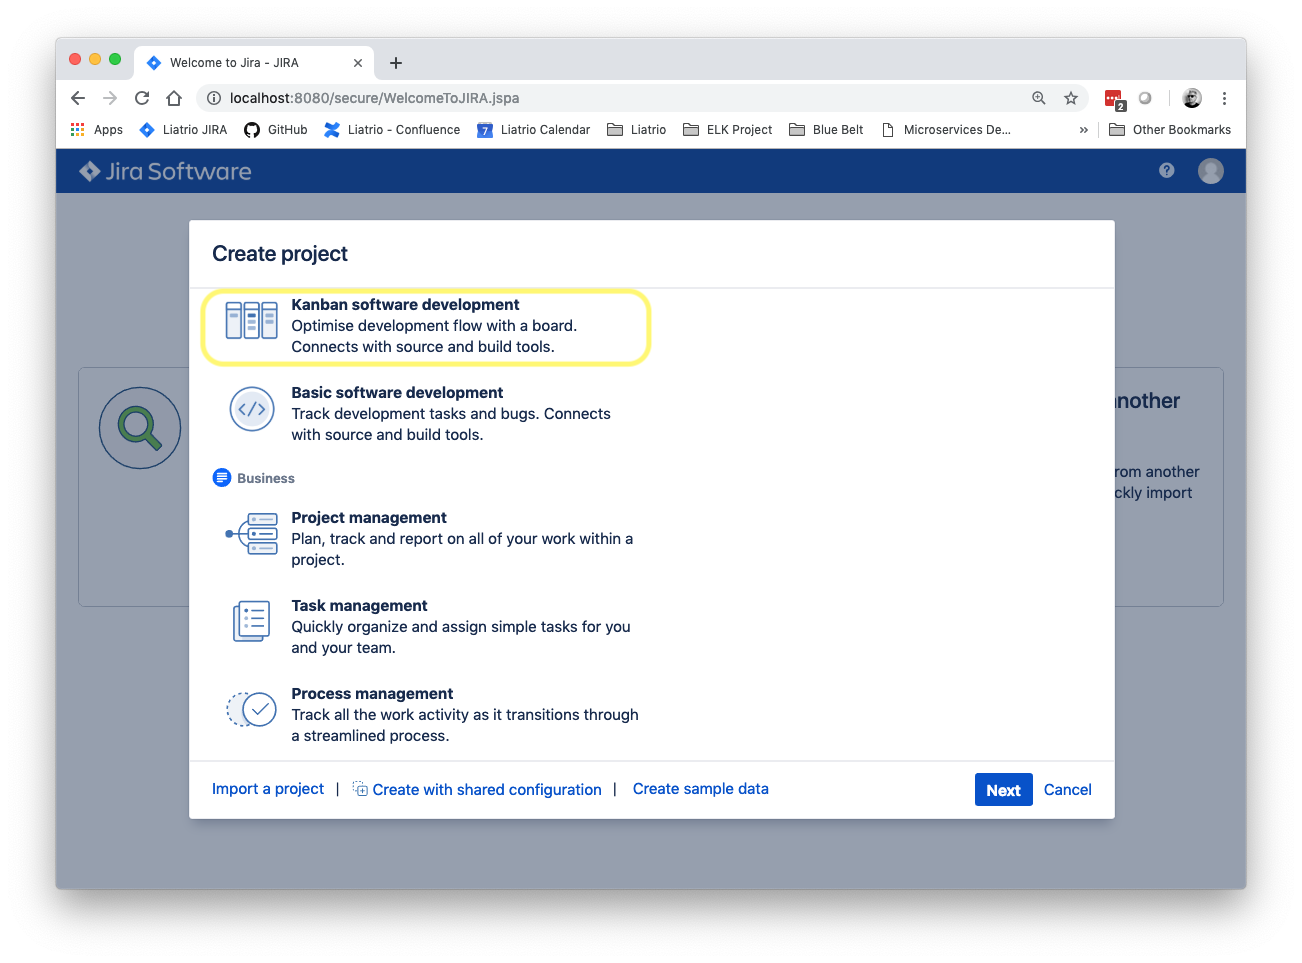 Welcome to Jira - JIRA
localhost:8080/secure/WelcomeToJIRA.jspa
2
Apps
Liatrio JIRA
GitHub
Liatrio - Confluence
7
Liatrio Calendar
Liatrio
ELK Project
Blue Belt
Microservices De...
»
Other Bookmarks
Jira Software
?
Create project
Kanban software development
Optimise development flow with a board.
Connects with source and build tools.
Basic software development
Track development tasks and bugs. Connects
with source and build tools.
Business
Project management
Plan, track and report on all of your work within a
project.
Task management
Quickly organize and assign simple tasks for you
and your team.
Process management
Track all the work activity as it transitions through
a streamlined process.
another
rom another
ckly import
Import a project | Create with shared configuration | Create sample data
Next
Cancel